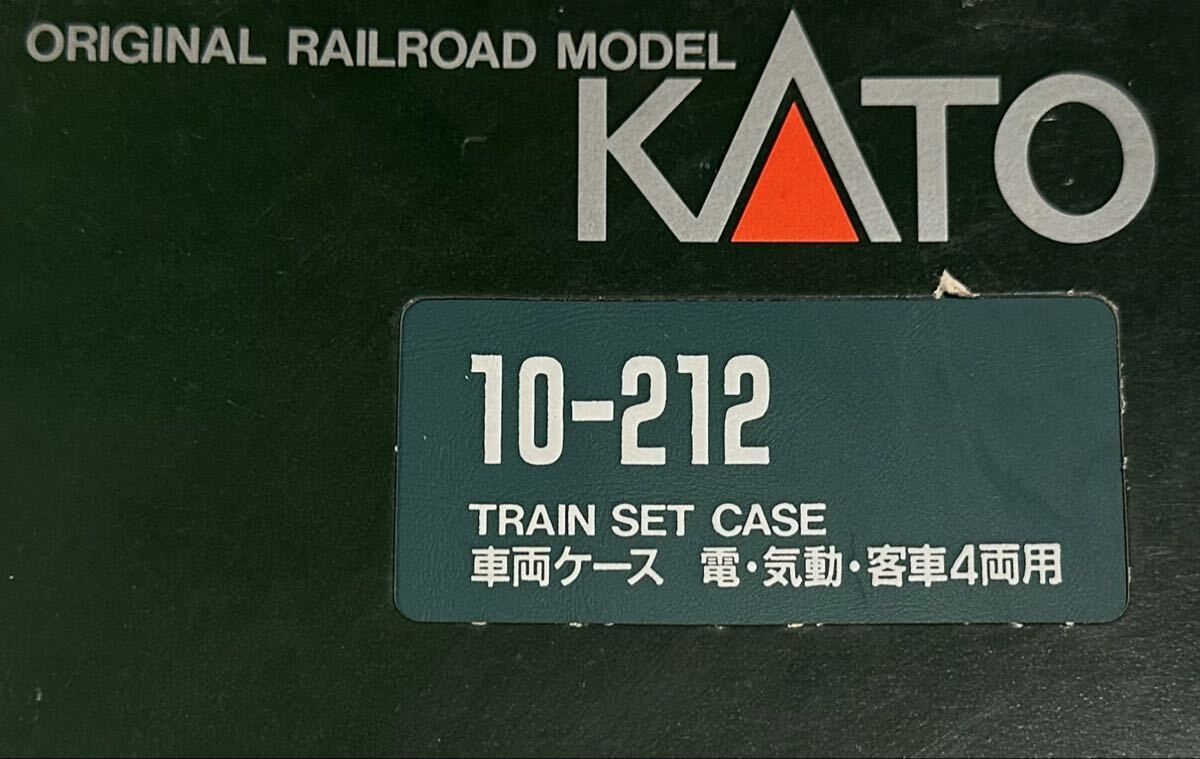 ORIGINAL RAILROAD MODEL
KATO
10-212
TRAIN SET CASE
車両ケース 電・気動・客車4両用